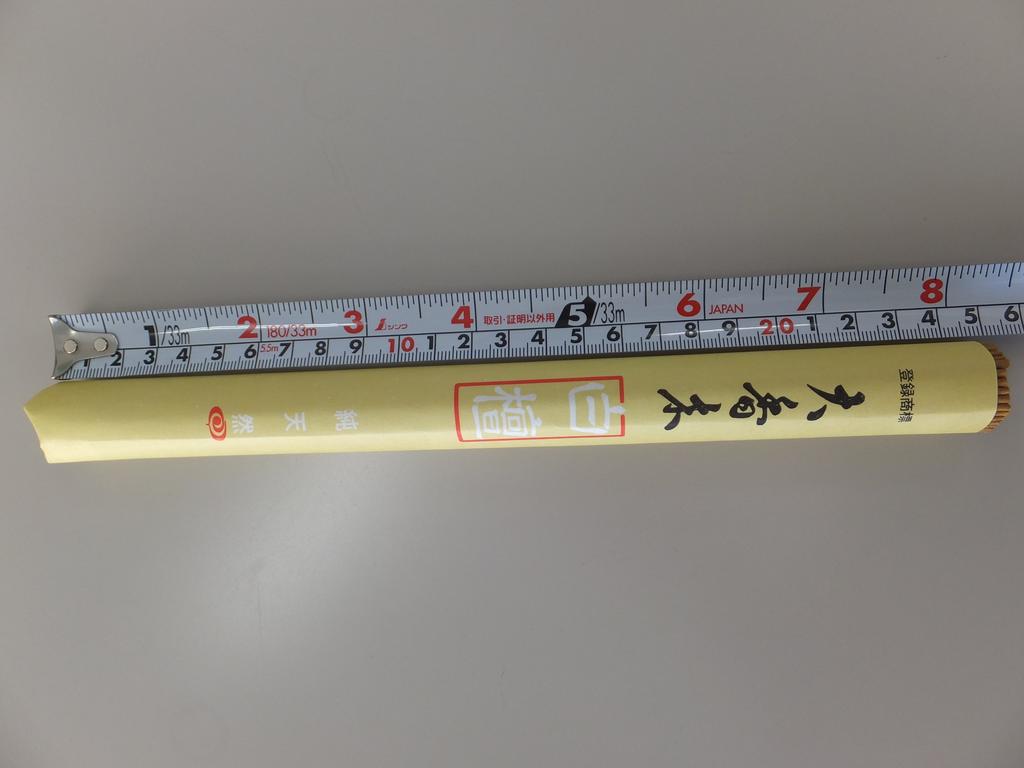 1 /33m 2 180/33m 3 シンワ 4 取引・証明以外用 5 /33m 6 JAPAN 7 8
1 2 3 4 5 6 5.5m 7 8 9 10 1 2 3 4 5 6 7 8 9 20 1 2 3 4 5 6
登録商標
白檀
純天然